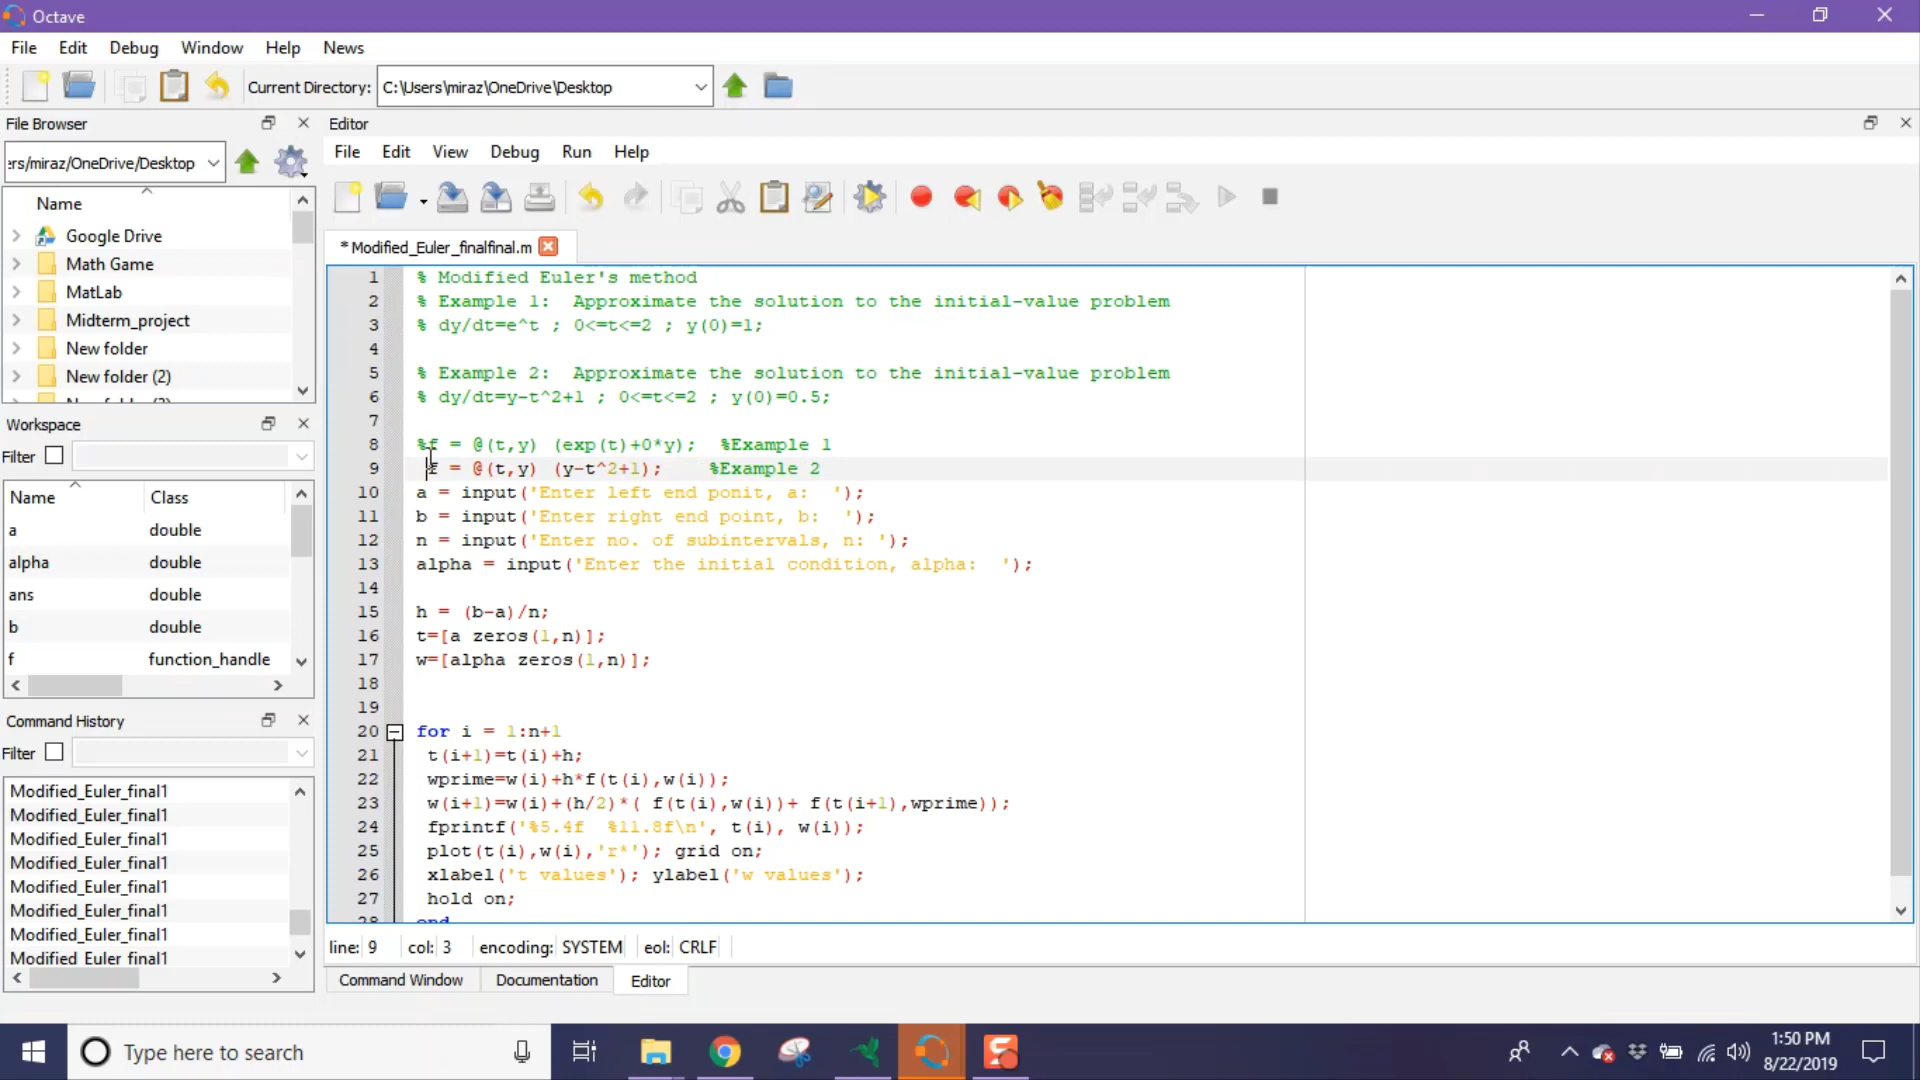 Octave
File Edit Debug Window Help News
Current Directory: C:\Users\miraz\OneDrive\Desktop
File Browser
ers/miraz/OneDrive/Desktop
Name
Google Drive
Math Game
MatLab
Midterm_project
New folder
New folder (2)
Workspace
Filter
Name Class
a double
alpha double
ans double
b double
f function_handle
Command History
Filter
Modified_Euler_final1
Modified_Euler_final1
Modified_Euler_final1
Modified_Euler_final1
Modified_Euler_final1
Modified_Euler_final1
Modified_Euler_final1
Modified_Euler_final1
Editor
File Edit View Debug Run Help
* Modified_Euler_finalfinal.m
1 % Modified Euler's method
2 % Example 1:  Approximate the solution to the initial-value problem
3 % dy/dt=e^t ; 0<=t<=2 ; y(0)=1;
4
5 % Example 2:  Approximate the solution to the initial-value problem
6 % dy/dt=y-t^2+1 ; 0<=t<=2 ; y(0)=0.5;
7
8 %f = @(t,y) (exp(t)+0*y);  %Example 1
9 f = @(t,y) (y-t^2+1);    %Example 2
10 a = input('Enter left end ponit, a:  ');
11 b = input('Enter right end point, b:  ');
12 n = input('Enter no. of subintervals, n: ');
13 alpha = input('Enter the initial condition, alpha:  ');
14
15 h = (b-a)/n;
16 t=[a zeros(1,n)];
17 w=[alpha zeros(1,n)];
18
19
20 for i = 1:n+1
21 t(i+1)=t(i)+h;
22 wprime=w(i)+h*f(t(i),w(i));
23 w(i+1)=w(i)+(h/2)*( f(t(i),w(i))+ f(t(i+1),wprime));
24 fprintf('%5.4f  %11.8f\n', t(i), w(i));
25 plot(t(i),w(i),'r*'); grid on;
26 xlabel('t values'); ylabel('w values');
27 hold on;
28 end
line: 9 col: 3 encoding: SYSTEM eol: CRLF
Command Window Documentation Editor
Type here to search
1:50 PM
8/22/2019